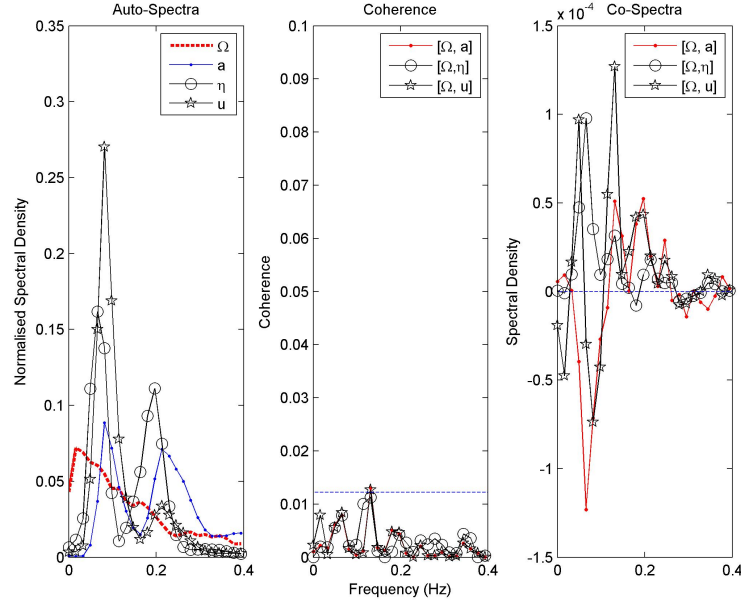 Auto-Spectra
Normalised Spectral Density
0.35
0.3
0.25
0.2
0.15
0.1
0.05
0
0
0.2
0.4
Ω
a
η
u
Coherence
Coherence
0.1
0.09
0.08
0.07
0.06
0.05
0.04
0.03
0.02
0.01
0
0
0.2
0.4
[Ω, a]
[Ω,η]
[Ω, u]
Frequency (Hz)
Co-Spectra
x 10⁻⁴
Spectral Density
1.5
1
0.5
0
-0.5
-1
-1.5
0
0.2
0.4
[Ω, a]
[Ω,η]
[Ω, u]